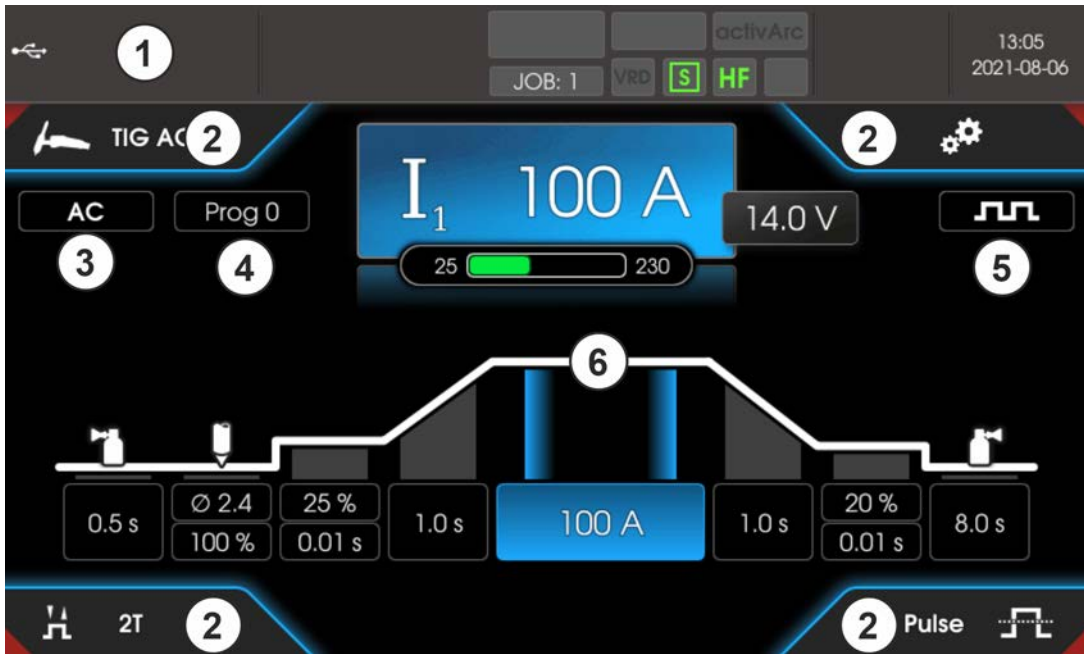 1
activArc
JOB: 1
VRD
S
HF
13:05
2021-08-06
TIG AC
2
2
AC
Prog 0
I1
100 A
14.0 V
25
230
3
4
5
6
0.5 s
Ø 2.4
100 %
25 %
0.01 s
1.0 s
100 A
1.0 s
20 %
0.01 s
8.0 s
2T
2
2
Pulse